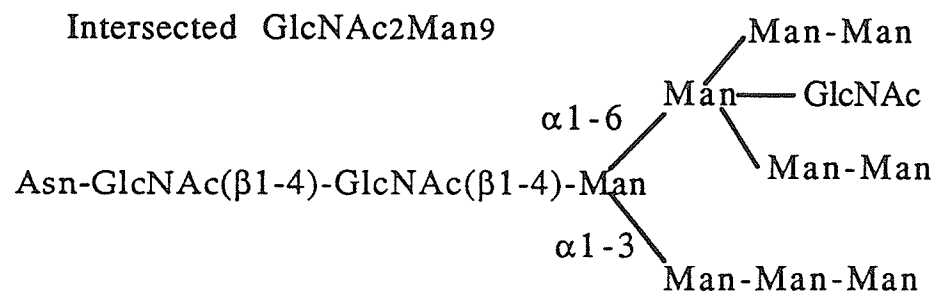 Intersected GlcNAc2Man9
Man-Man
Man—GlcNAc
α1-6
Man-Man
Asn-GlcNAc(β1-4)-GlcNAc(β1-4)-Man
α1-3
Man-Man-Man